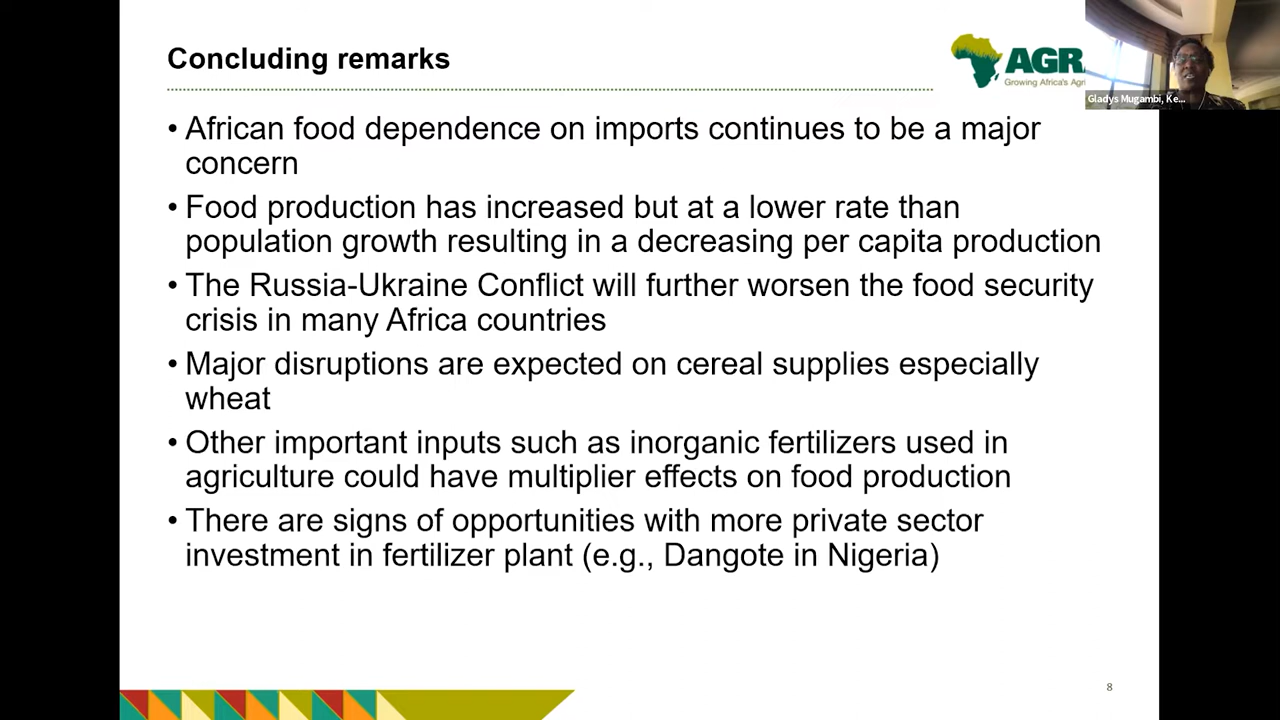 Concluding remarks
AGR
Growing Africa's Agri
Gladys Mugambi, Ke...
• African food dependence on imports continues to be a major
concern
• Food production has increased but at a lower rate than
population growth resulting in a decreasing per capita production
• The Russia-Ukraine Conflict will further worsen the food security
crisis in many Africa countries
• Major disruptions are expected on cereal supplies especially
wheat
• Other important inputs such as inorganic fertilizers used in
agriculture could have multiplier effects on food production
• There are signs of opportunities with more private sector
investment in fertilizer plant (e.g., Dangote in Nigeria)
8